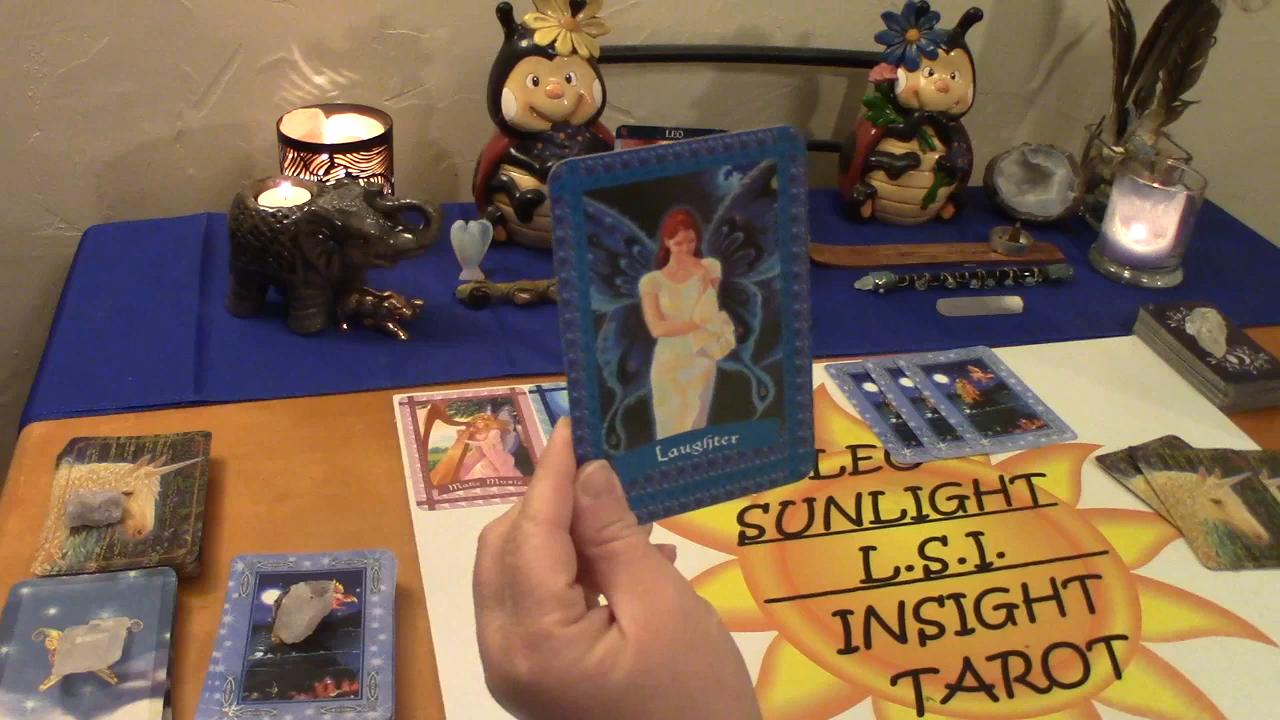 LEO
Laughter
Make Music
LEO
SUNLIGHT
L.S.I.
INSIGHT
TAROT